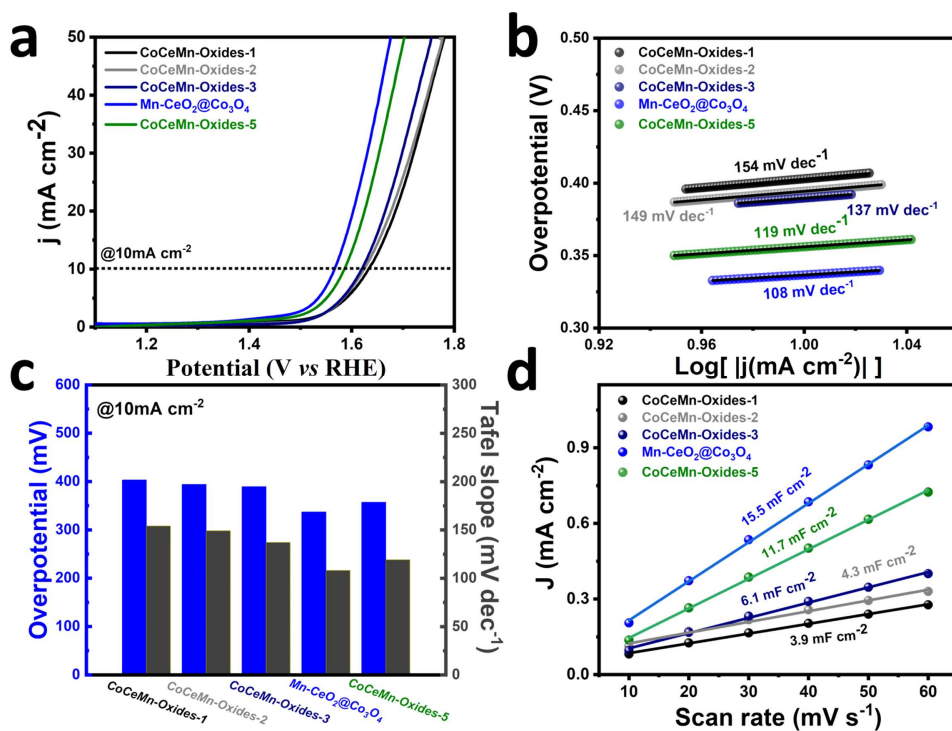 a
50
40
30
20
10
0
j (mA cm⁻²)
CoCeMn-Oxides-1
CoCeMn-Oxides-2
CoCeMn-Oxides-3
Mn-CeO₂@Co₃O₄
CoCeMn-Oxides-5
@10mA cm⁻²
1.2 1.4 1.6 1.8
Potential (V vs RHE)
b
0.50
0.45
0.40
0.35
0.30
Overpotential (V)
CoCeMn-Oxides-1
CoCeMn-Oxides-2
CoCeMn-Oxides-3
Mn-CeO₂@Co₃O₄
CoCeMn-Oxides-5
154 mV dec⁻¹
149 mV dec⁻¹
137 mV dec⁻¹
119 mV dec⁻¹
108 mV dec⁻¹
0.92 0.96 1.00 1.04
Log[ |j(mA cm⁻²)| ]
c
@10mA cm⁻²
600
500
400
300
200
100
0
Overpotential (mV)
300
250
200
150
100
50
0
Tafel slope (mV dec⁻¹)
CoCeMn-Oxides-1
CoCeMn-Oxides-2
CoCeMn-Oxides-3
Mn-CeO₂@Co₃O₄
CoCeMn-Oxides-5
d
0.9
0.6
0.3
0.0
J (mA cm⁻²)
CoCeMn-Oxides-1
CoCeMn-Oxides-2
CoCeMn-Oxides-3
Mn-CeO₂@Co₃O₄
CoCeMn-Oxides-5
15.5 mF cm⁻²
11.7 mF cm⁻²
6.1 mF cm⁻²
4.3 mF cm⁻²
3.9 mF cm⁻²
10 20 30 40 50 60
Scan rate (mV s⁻¹)